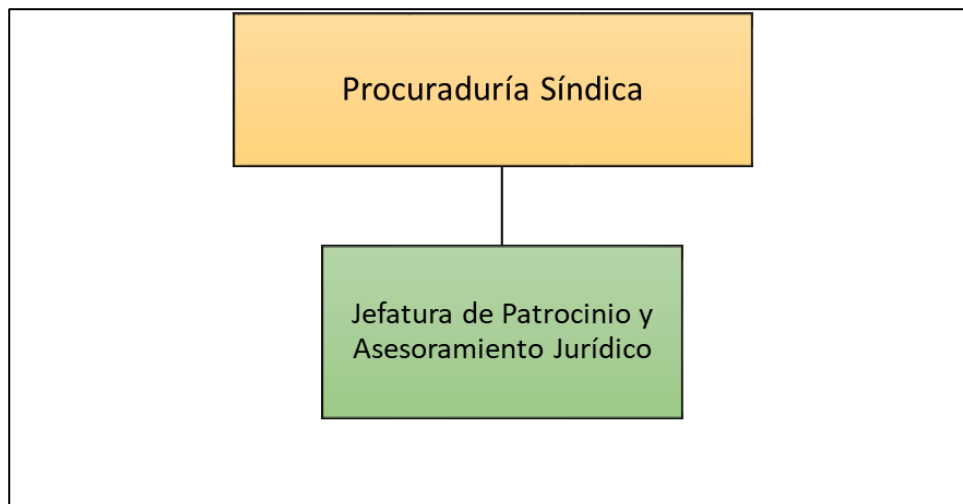 Procuraduría Síndica
Jefatura de Patrocinio y
Asesoramiento Jurídico